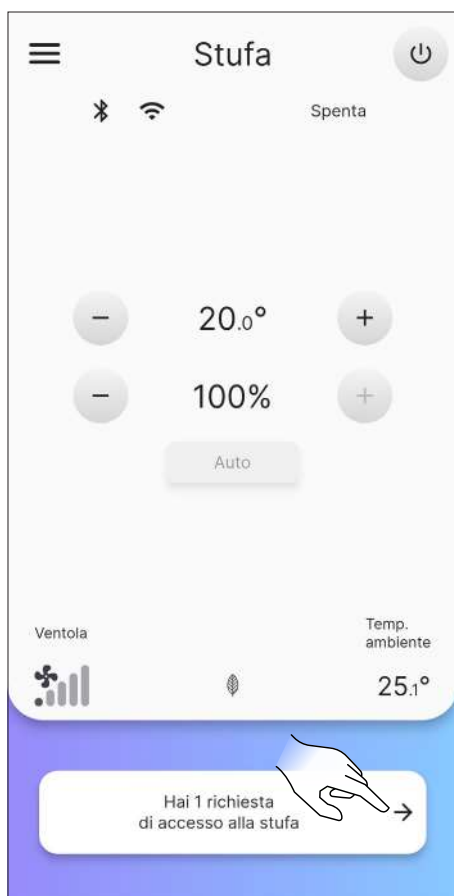 Stufa
Spenta
− 20.0° +
− 100% +
Auto
Ventola
Temp.
ambiente
25.1°
Hai 1 richiesta
di accesso alla stufa